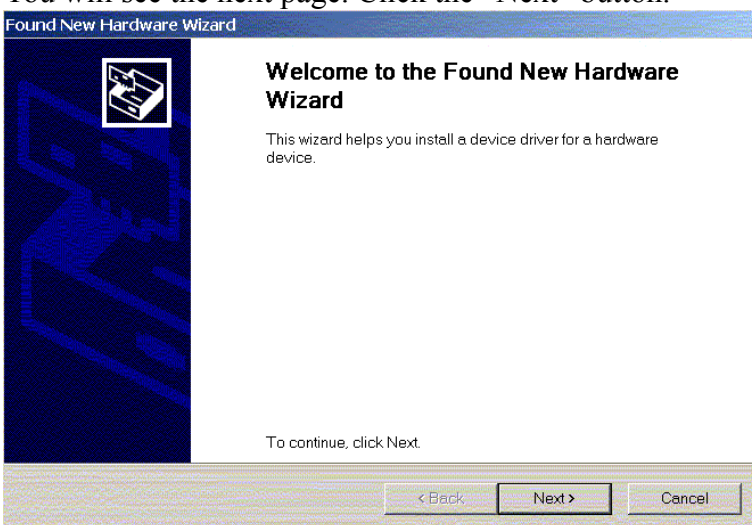 You will see the next page. Click the "Next" button.
Found New Hardware Wizard
Welcome to the Found New Hardware
Wizard
This wizard helps you install a device driver for a hardware
device.
To continue, click Next.
< Back
Next >
Cancel